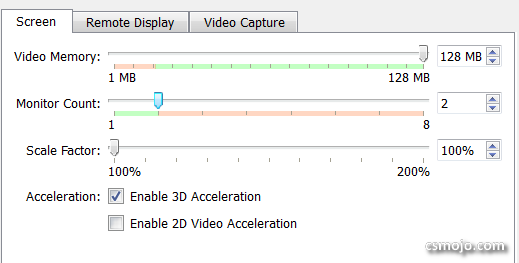 Screen Remote Display Video Capture
Video Memory: 128 MB
1 MB 128 MB
Monitor Count: 2
1 8
Scale Factor: 100%
100% 200%
Acceleration: Enable 3D Acceleration
Enable 2D Video Acceleration
csmojo.com